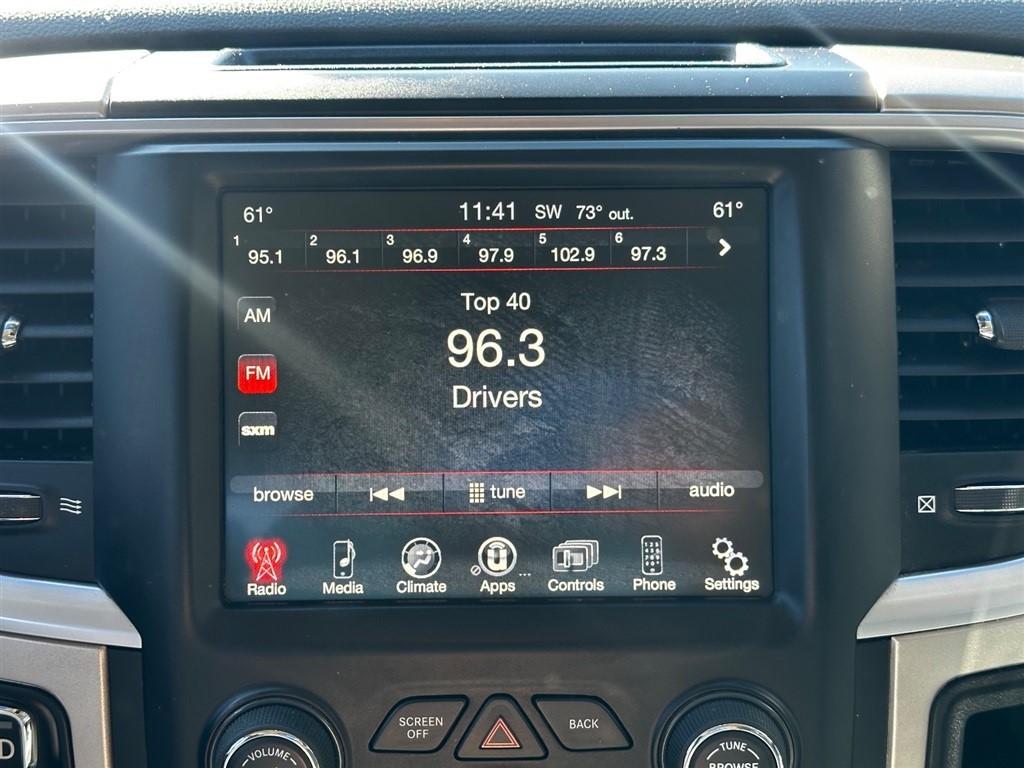 61° 11:41 SW 73° out. 61°
1 95.1 2 96.1 3 96.9 4 97.9 5 102.9 6 97.3
Top 40
AM
96.3
FM
Drivers
sxm
browse tune audio
Radio Media Climate Apps ... Controls Phone Settings
SCREEN OFF BACK
VOLUME TUNE
BROWSE
D